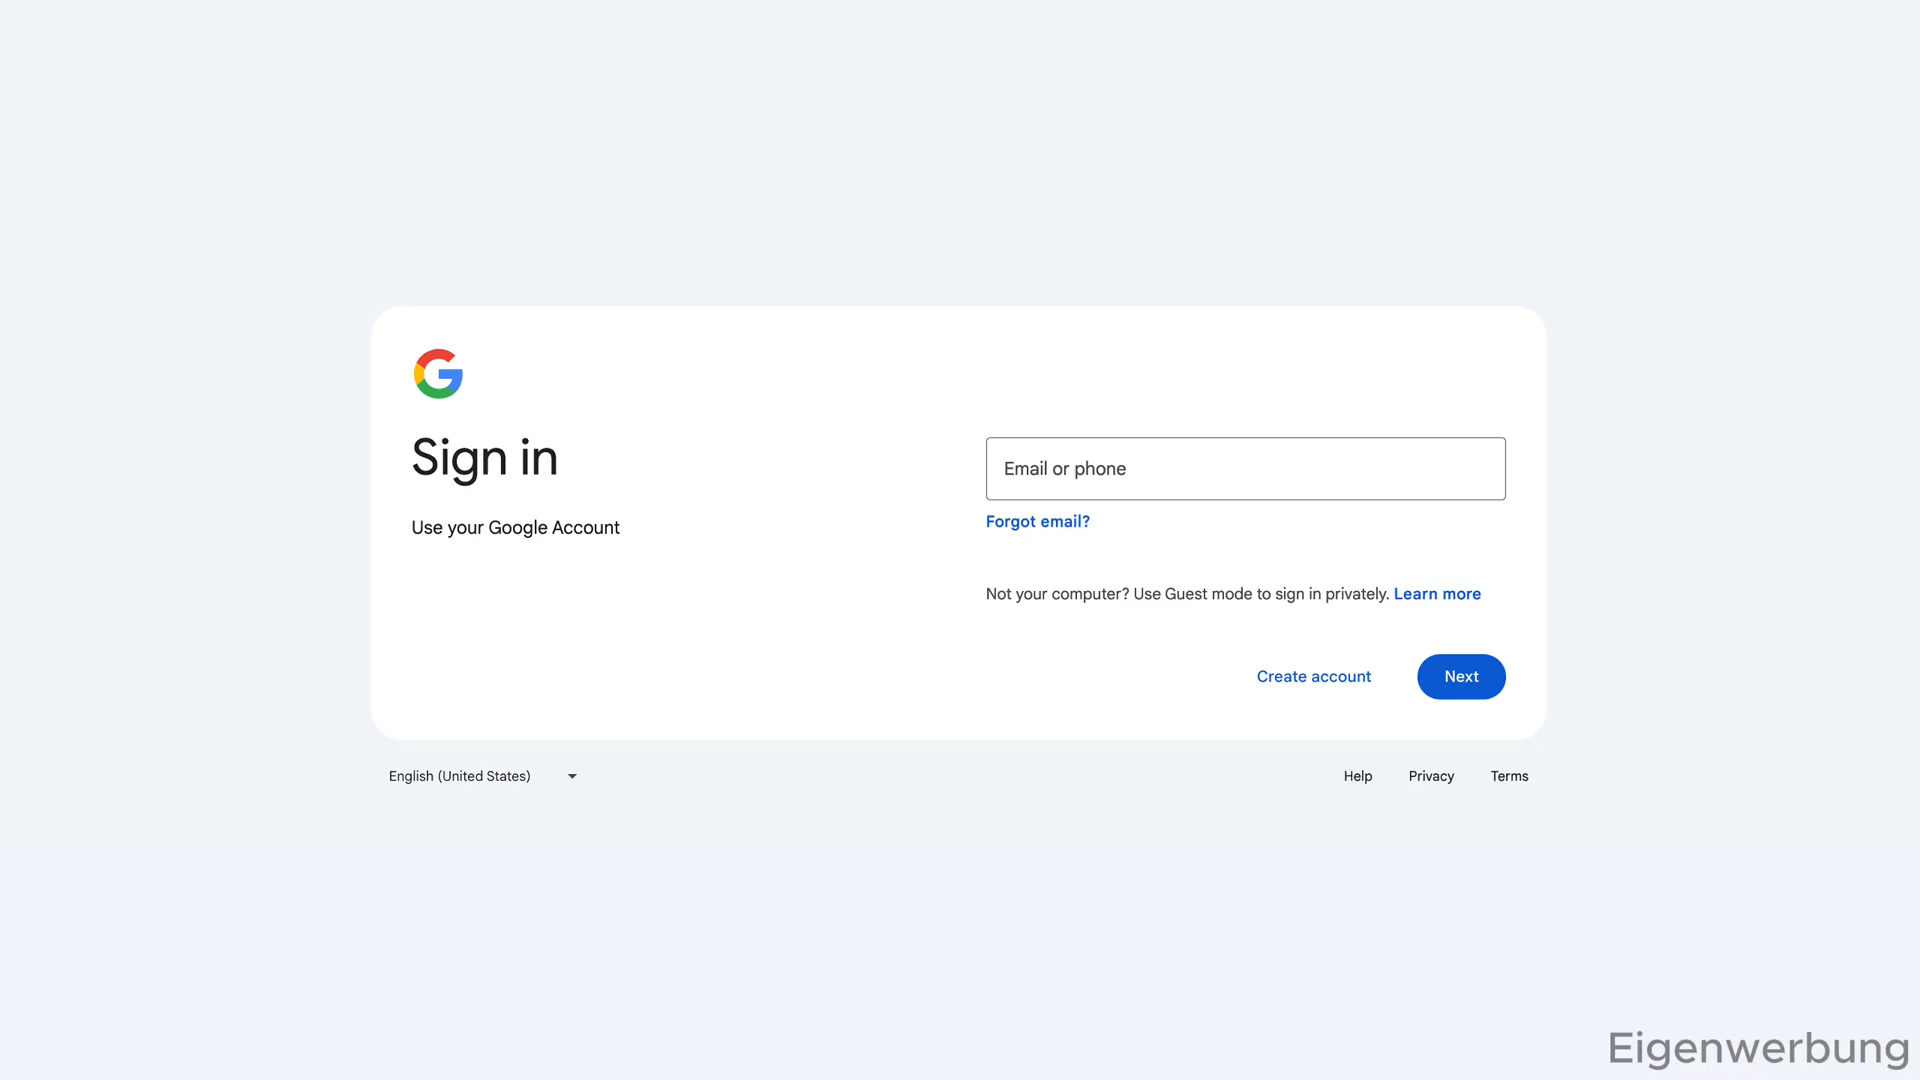 Sign in
Use your Google Account
Email or phone
Forgot email?
Not your computer? Use Guest mode to sign in privately. Learn more
Create account
Next
English (United States)
Help
Privacy
Terms
Eigenwerbung